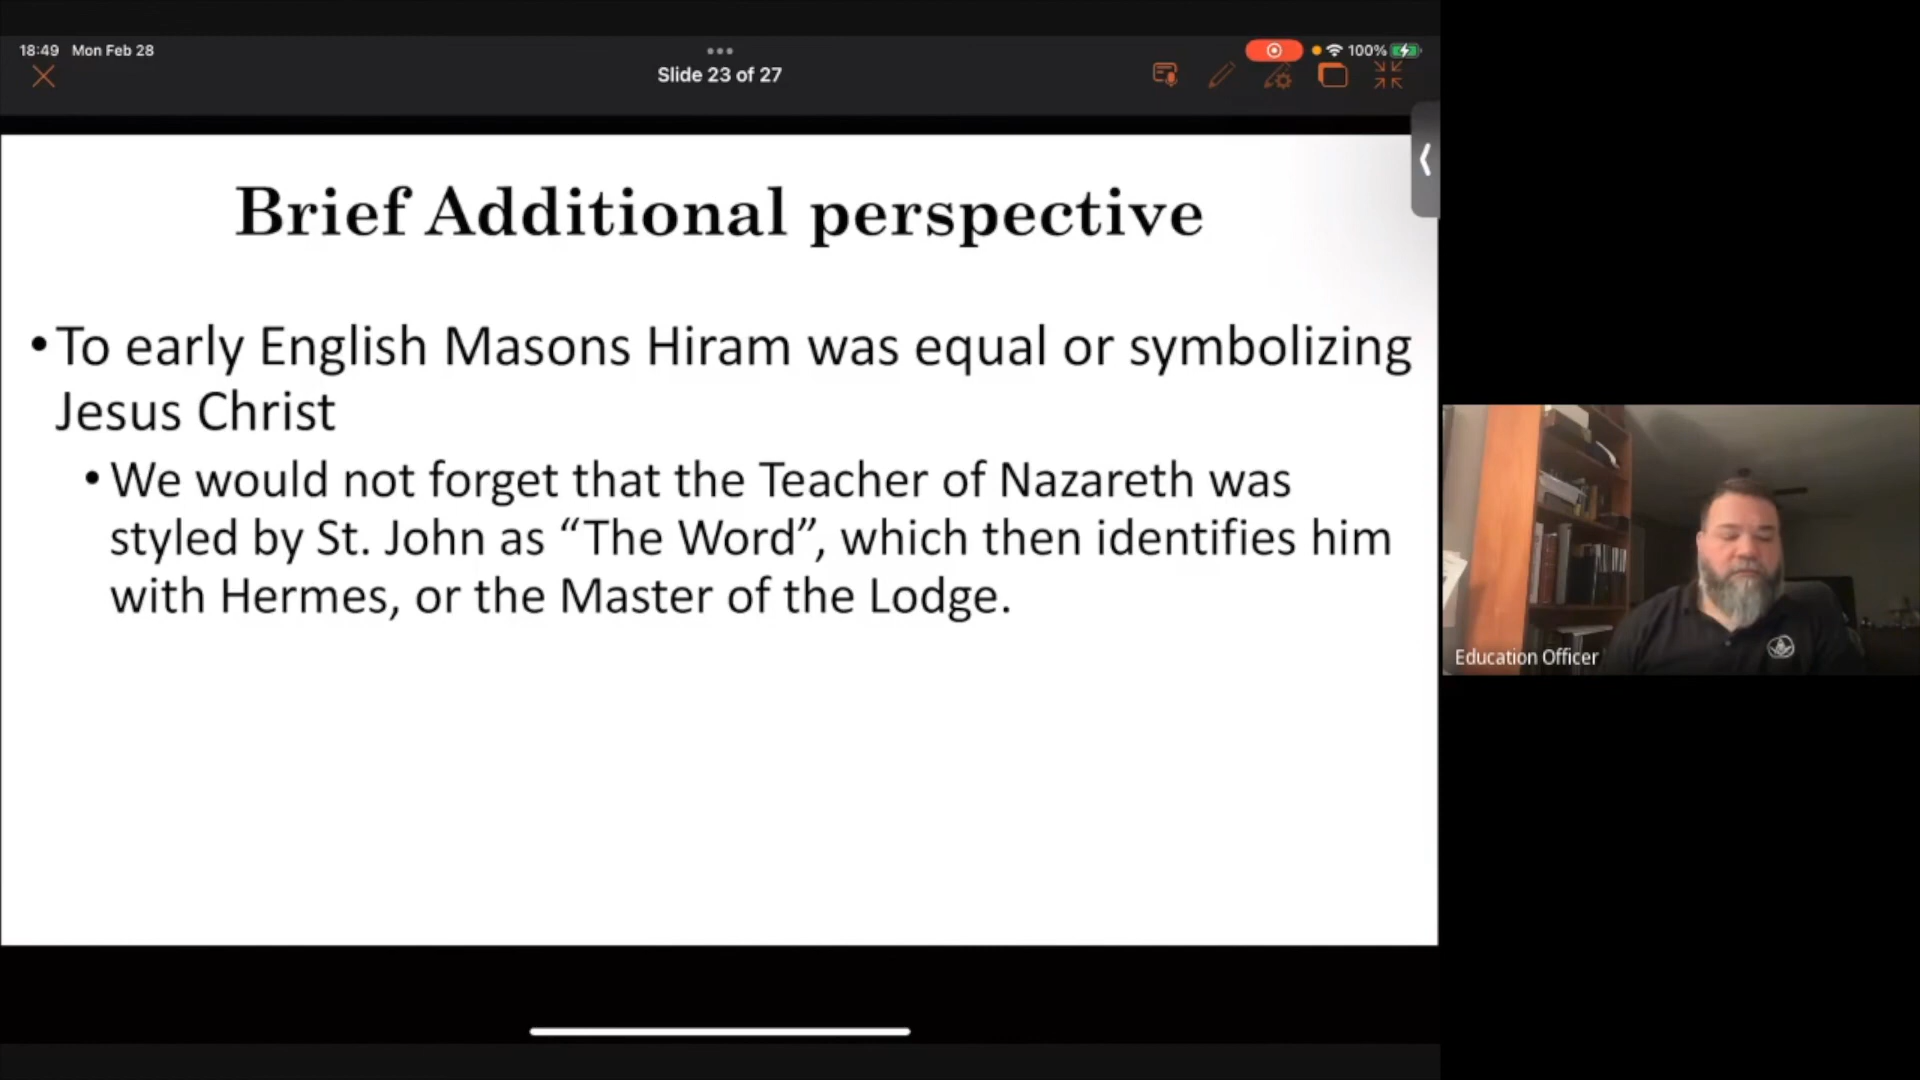 18:49 Mon Feb 28
100%
Slide 23 of 27
Brief Additional perspective
•To early English Masons Hiram was equal or symbolizing
Jesus Christ
•We would not forget that the Teacher of Nazareth was
styled by St. John as “The Word”, which then identifies him
with Hermes, or the Master of the Lodge.
Education Officer